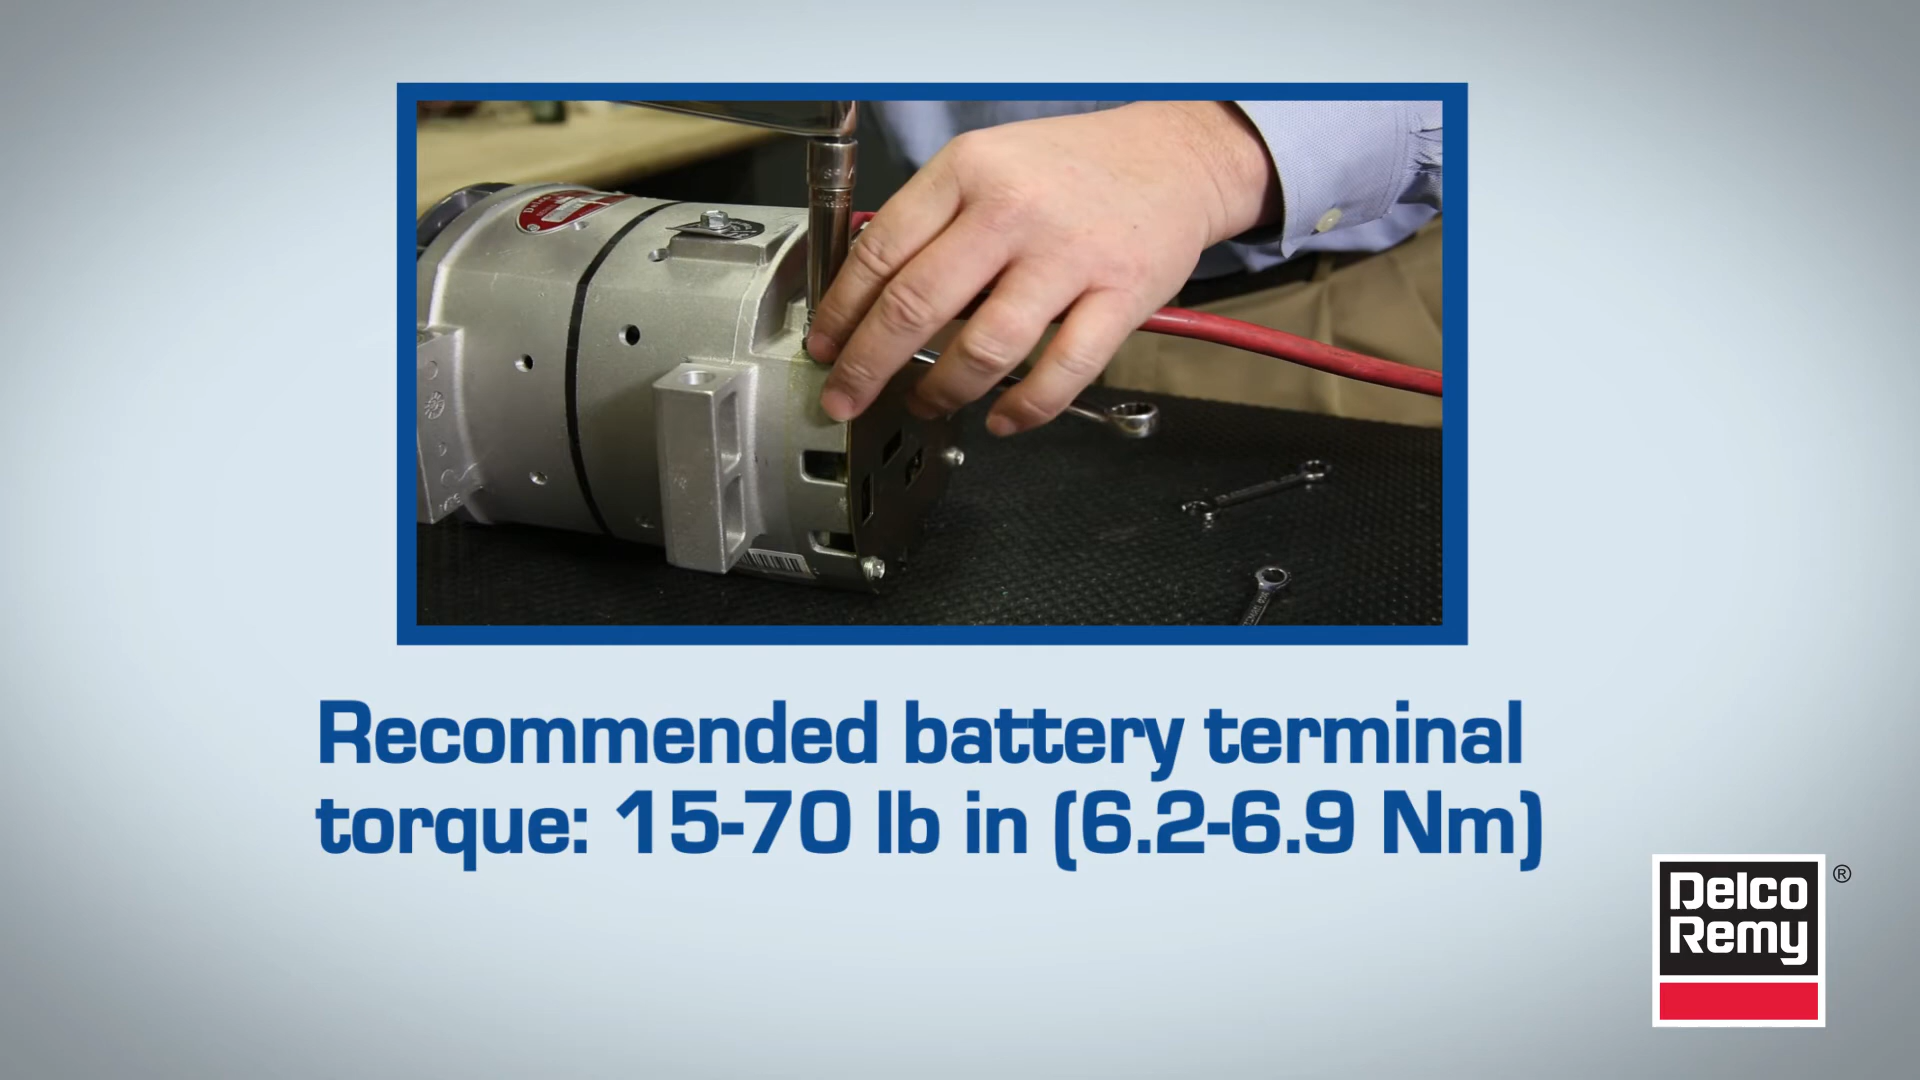 Recommended battery terminal
torque: 15-70 lb in (6.2-6.9 Nm)
Delco
Remy
®